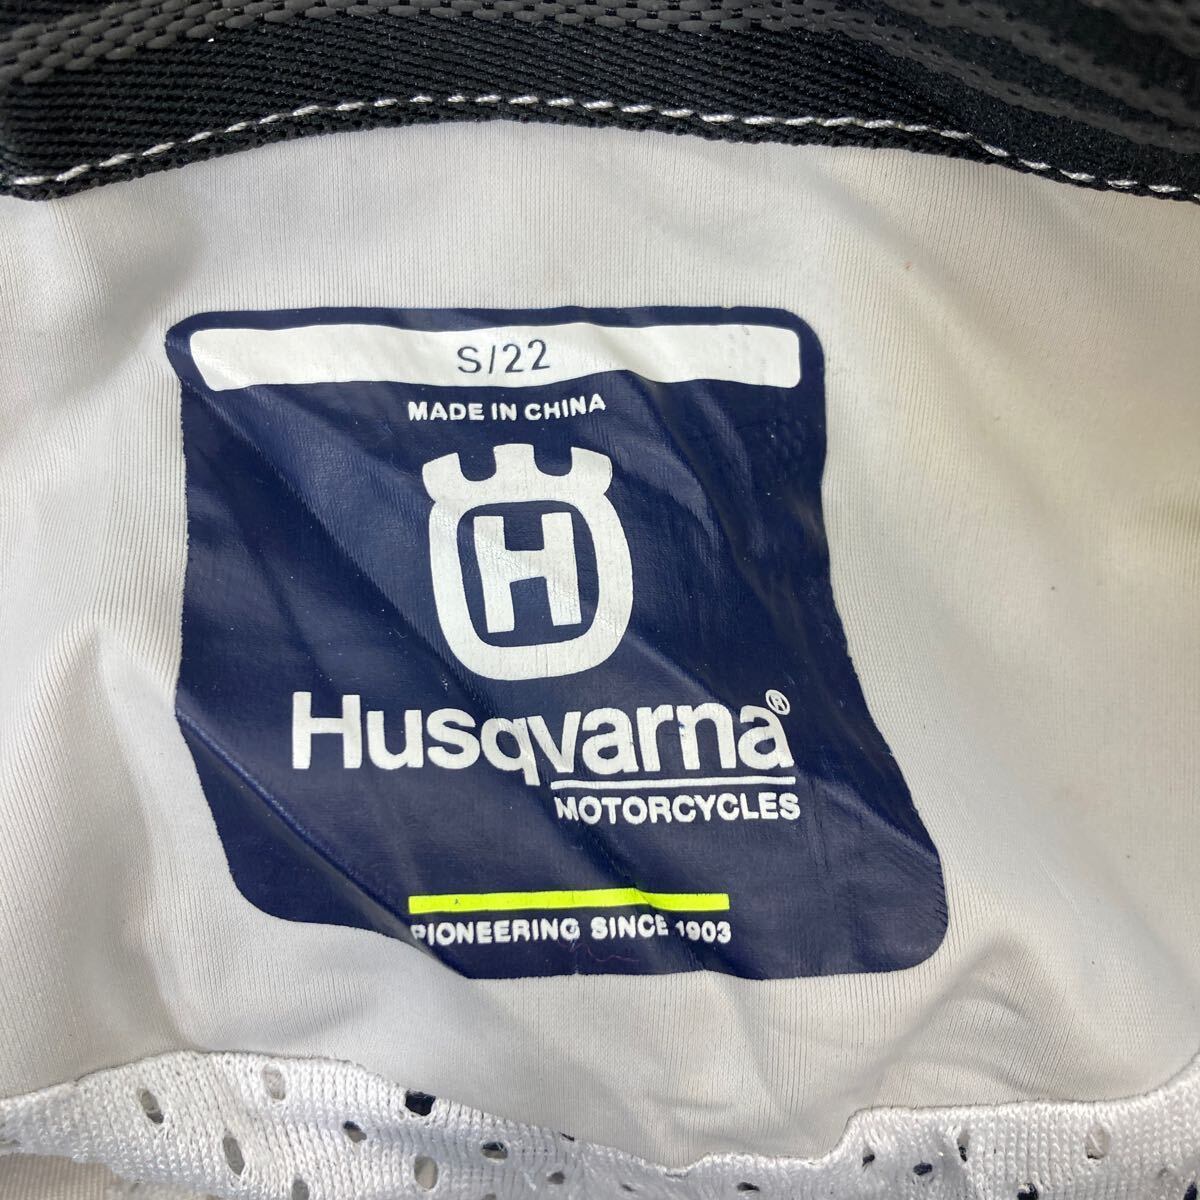 S/22
MADE IN CHINA
H
Husqvarna®
MOTORCYCLES
PIONEERING SINCE 1903